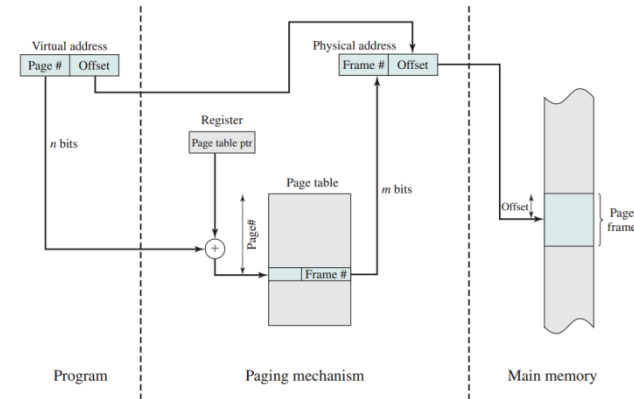 Virtual address
Page # Offset
n bits
Register
Page table ptr
Page#
Page table
Frame #
Physical address
Frame # Offset
m bits
Offset
Page
frame
Program
Paging mechanism
Main memory